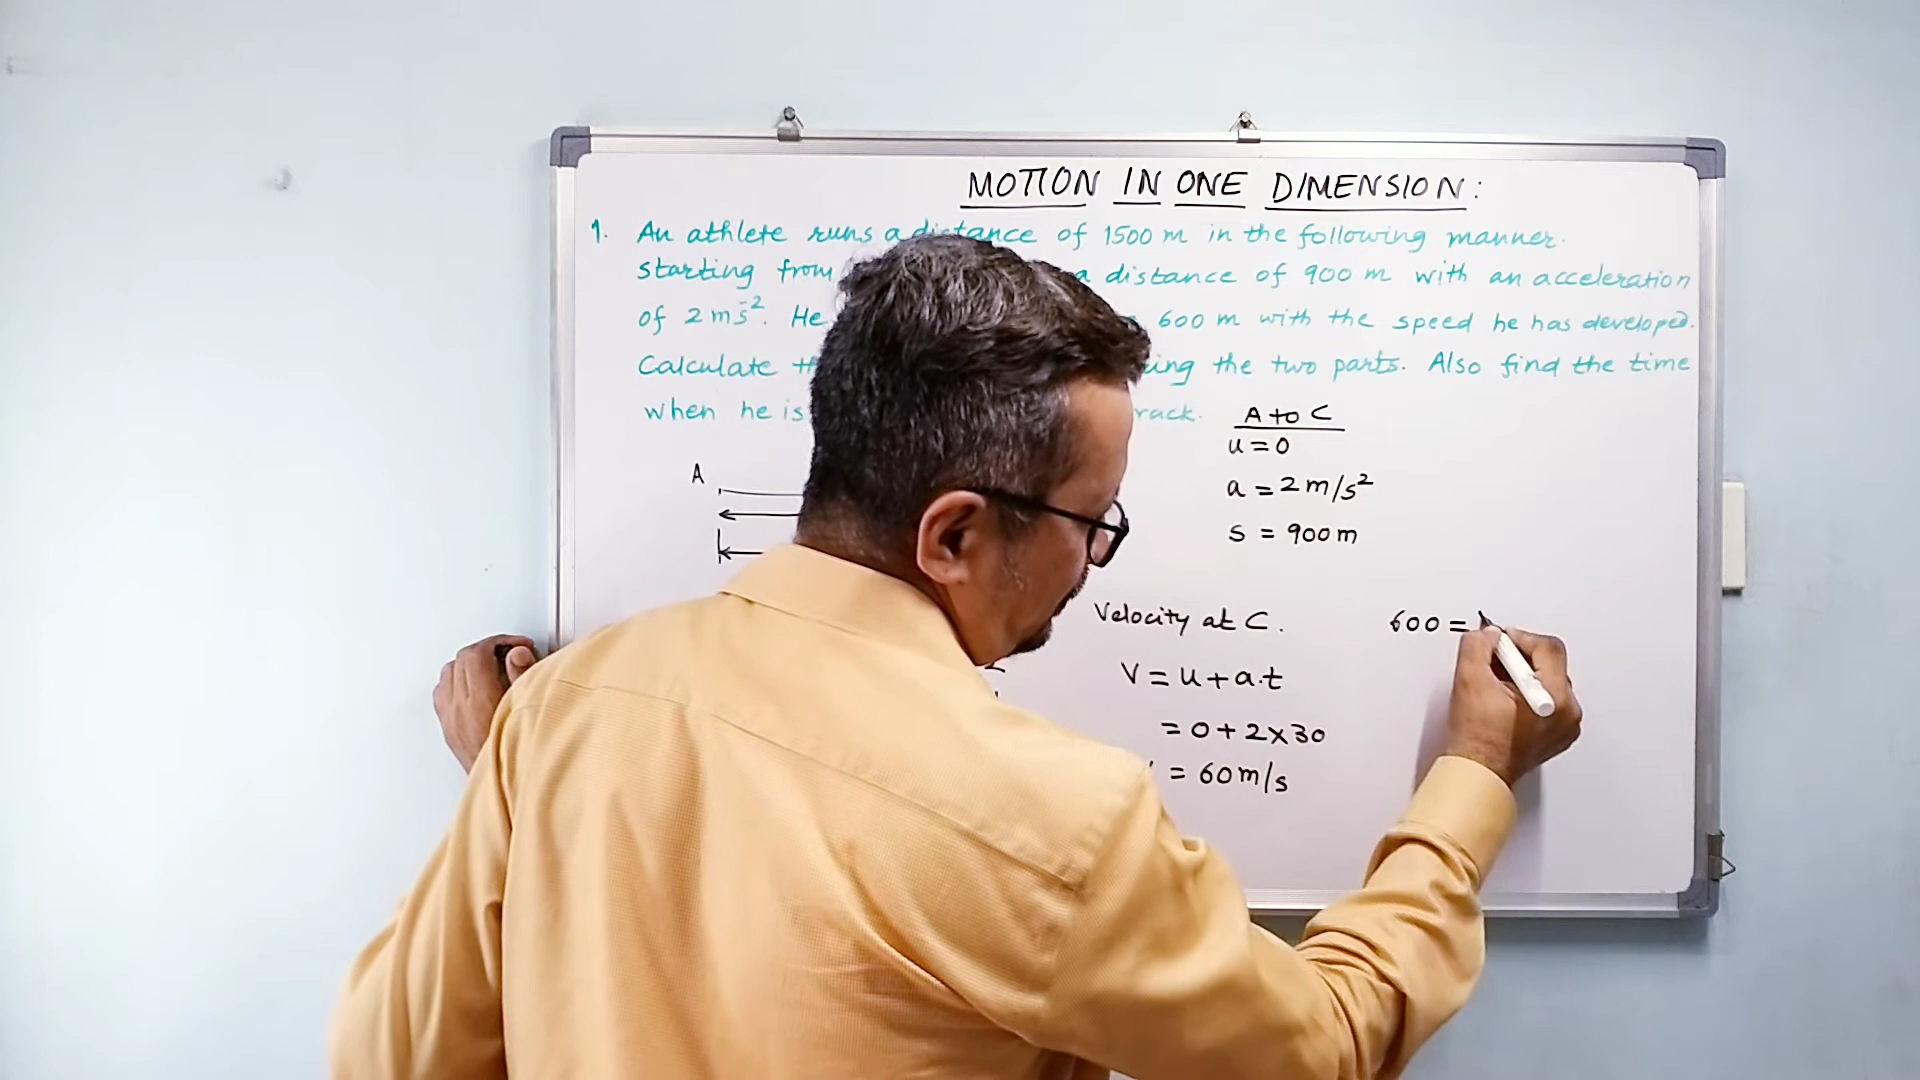 MOTION IN ONE DIMENSION:
1. An athlete runs a distance of 1500 m in the following manner.
starting from a distance of 900 m with an acceleration
of 2 ms⁻². He 600 m with the speed he has developed.
Calculate the two parts. Also find the time
when he is
A to C
u = 0
A
a = 2 m/s²
s = 900 m
Velocity at C.
600 =
v = u + a.t
= 0 + 2 x 30
= 60 m/s